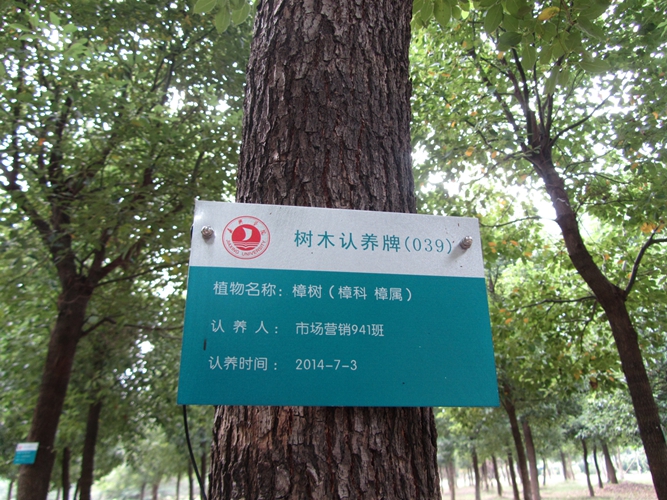 树木认养牌(039)
植物名称：樟树（樟科 樟属）
认 养 人： 市场营销941班
认养时间： 2014-7-3